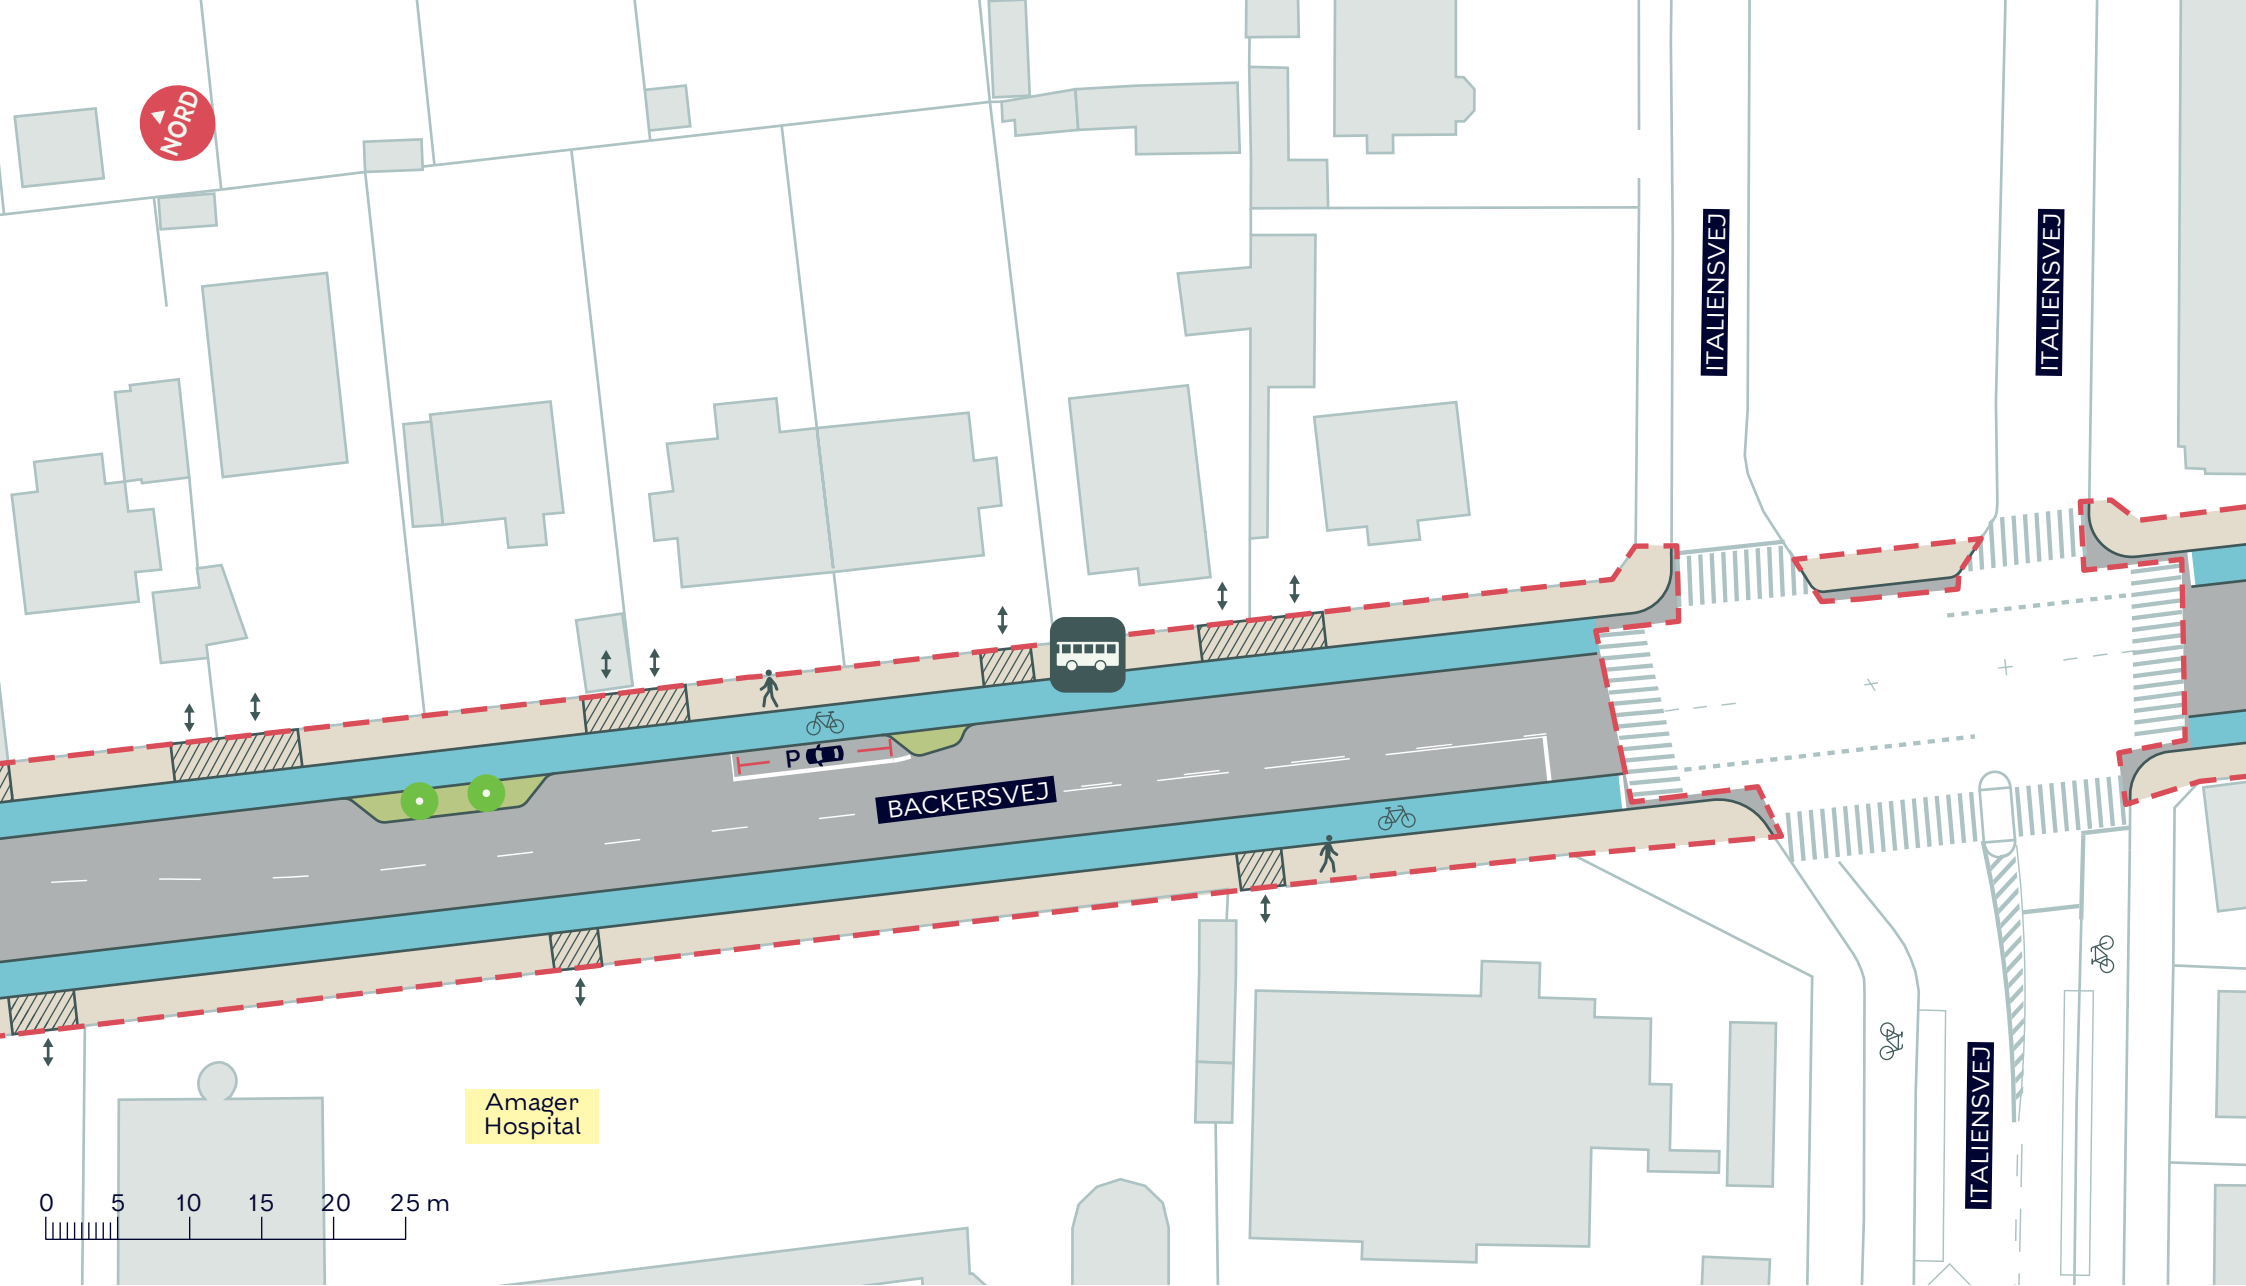 NORD
ITALIENSVEJ
ITALIENSVEJ
P
BACKERSVEJ
Amager
Hospital
ITALIENSVEJ
0 5 10 15 20 25 m